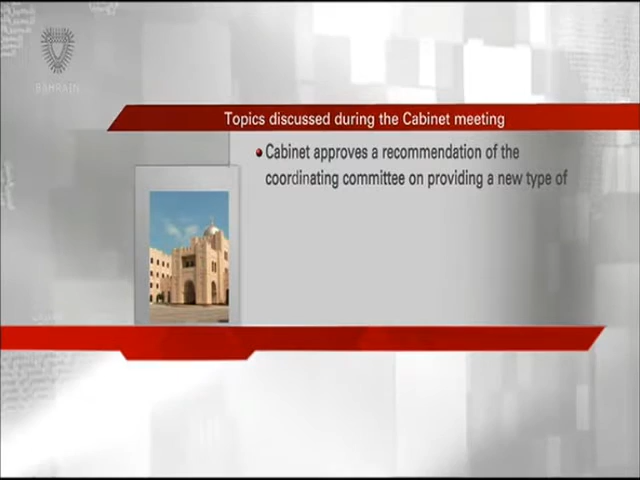 BAHRAIN
Topics discussed during the Cabinet meeting
Cabinet approves a recommendation of the
coordinating committee on providing a new type of